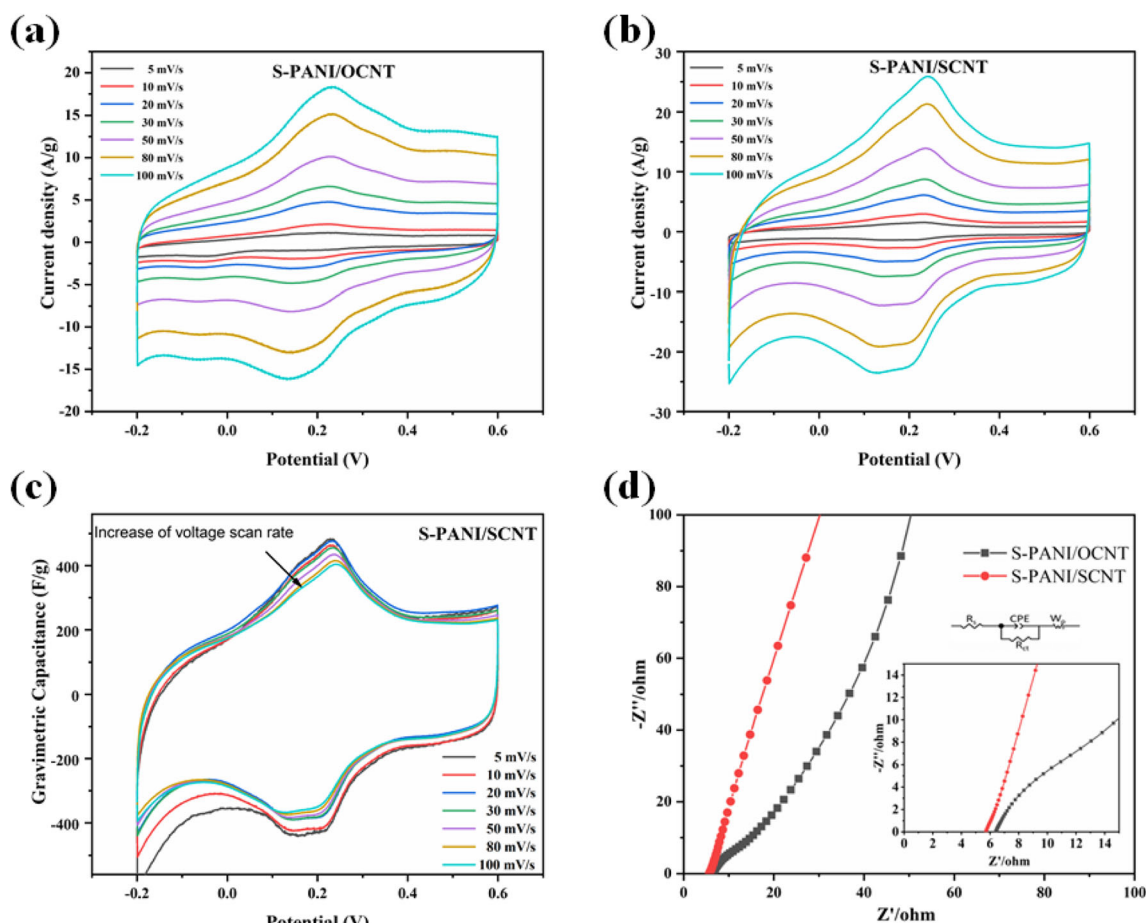 (a)
S-PANI/OCNT
5 mV/s
10 mV/s
20 mV/s
30 mV/s
50 mV/s
80 mV/s
100 mV/s
20
15
10
5
0
-5
-10
-15
-20
Current density (A/g)
-0.2 0.0 0.2 0.4 0.6
Potential (V)
(b)
S-PANI/SCNT
5 mV/s
10 mV/s
20 mV/s
30 mV/s
50 mV/s
80 mV/s
100 mV/s
30
20
10
0
-10
-20
-30
Current density (A/g)
-0.2 0.0 0.2 0.4 0.6
Potential (V)
(c)
Increase of voltage scan rate
S-PANI/SCNT
400
200
0
-200
-400
Gravimetric Capacitance (F/g)
5 mV/s
10 mV/s
20 mV/s
30 mV/s
50 mV/s
80 mV/s
100 mV/s
-0.2 0.0 0.2 0.4 0.6
Potential (V)
(d)
100
80
60
40
20
0
-Z''/ohm
S-PANI/OCNT
S-PANI/SCNT
Rs CPE Wo
Rct
14
12
10
8
6
4
2
0
-Z''/ohm
0 2 4 6 8 10 12 14
Z'/ohm
0 20 40 60 80 100
Z'/ohm